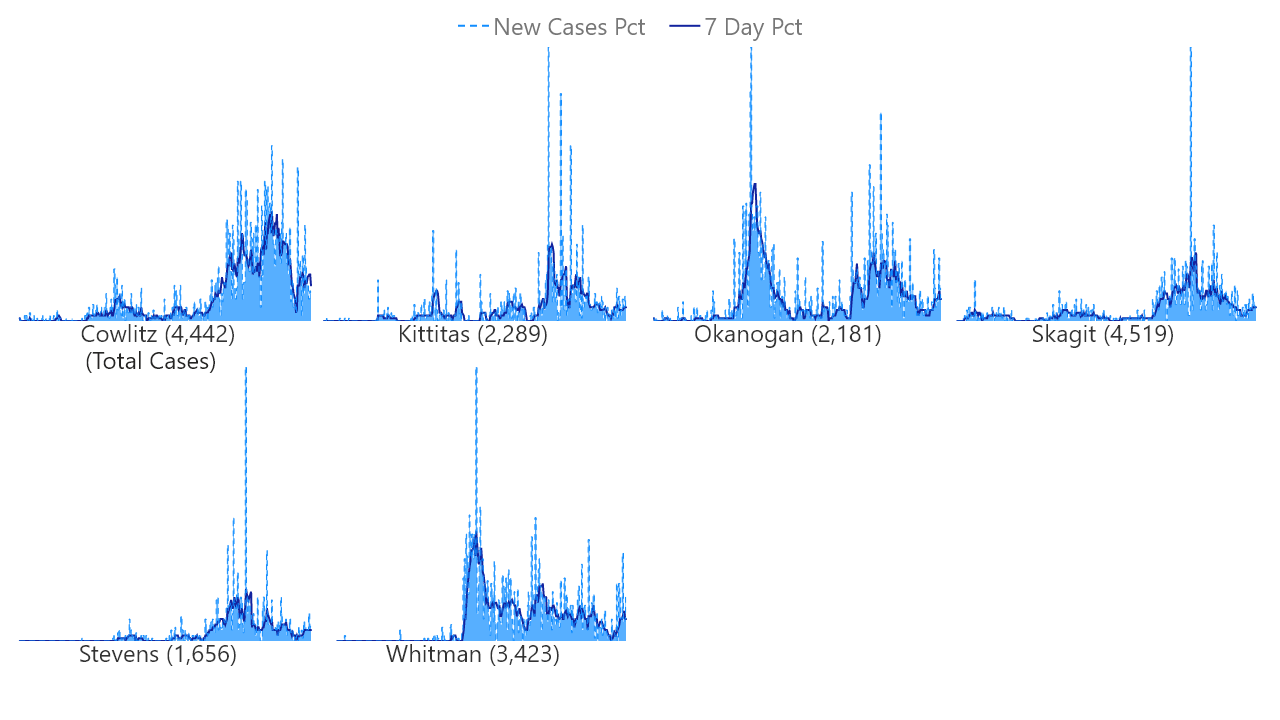 New Cases Pct 7 Day Pct
Cowlitz (4,442) Kittitas (2,289) Okanogan (2,181) Skagit (4,519)
(Total Cases)
Stevens (1,656) Whitman (3,423)